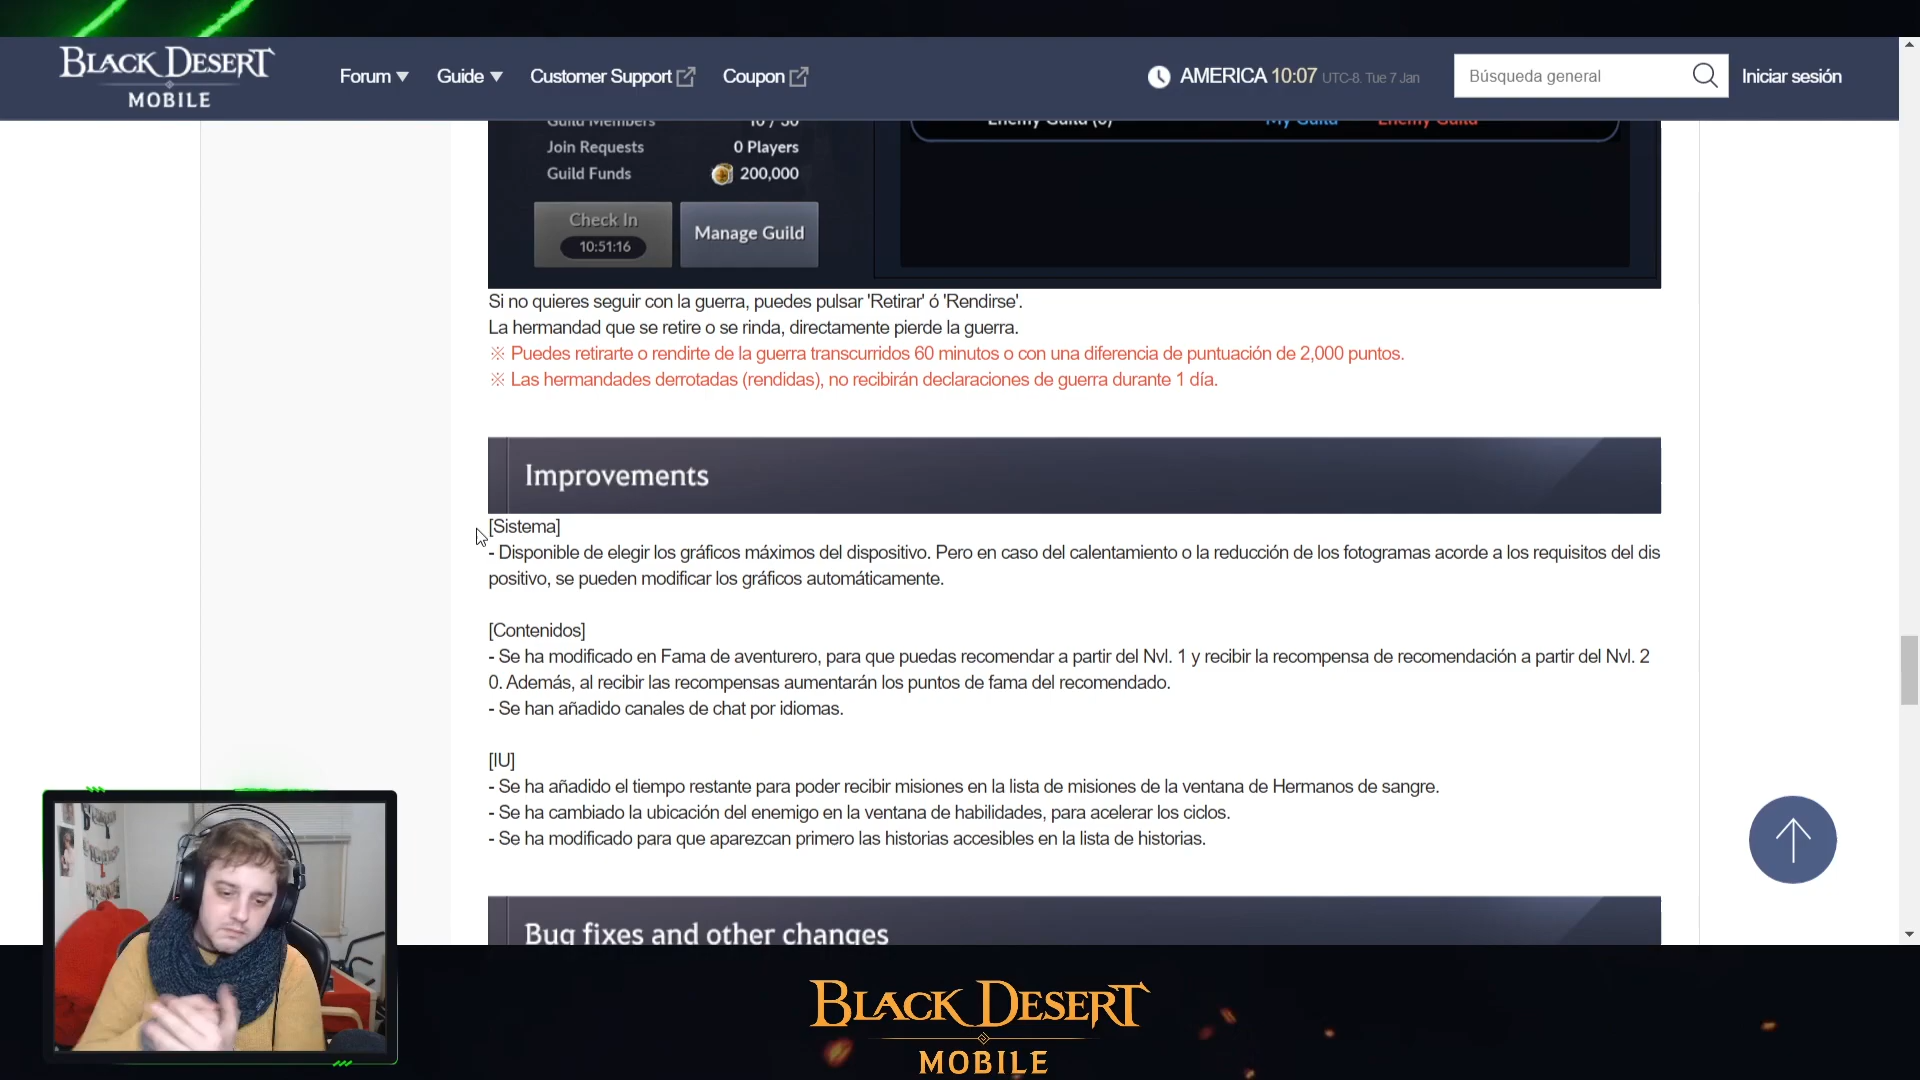 BLACK DESERT
MOBILE
Forum ▼
Guide ▼
Customer Support
Coupon
AMERICA 10:07 UTC-8. Tue 7 Jan
Búsqueda general
Iniciar sesión
Guild Members 10 / 30
Join Requests 0 Players
Guild Funds 200,000
Check In
10:51:16
Manage Guild
Enemy Guild (0)
My Guild
Enemy Guild
Si no quieres seguir con la guerra, puedes pulsar 'Retirar' ó 'Rendirse'.
La hermandad que se retire o se rinda, directamente pierde la guerra.
※ Puedes retirarte o rendirte de la guerra transcurridos 60 minutos o con una diferencia de puntuación de 2,000 puntos.
※ Las hermandades derrotadas (rendidas), no recibirán declaraciones de guerra durante 1 día.
Improvements
[Sistema]
- Disponible de elegir los gráficos máximos del dispositivo. Pero en caso del calentamiento o la reducción de los fotogramas acorde a los requisitos del dis
positivo, se pueden modificar los gráficos automáticamente.
[Contenidos]
- Se ha modificado en Fama de aventurero, para que puedas recomendar a partir del Nvl. 1 y recibir la recompensa de recomendación a partir del Nvl. 2
0. Además, al recibir las recompensas aumentarán los puntos de fama del recomendado.
- Se han añadido canales de chat por idiomas.
[IU]
- Se ha añadido el tiempo restante para poder recibir misiones en la lista de misiones de la ventana de Hermanos de sangre.
- Se ha cambiado la ubicación del enemigo en la ventana de habilidades, para acelerar los ciclos.
- Se ha modificado para que aparezcan primero las historias accesibles en la lista de historias.
Bug fixes and other changes
BLACK DESERT
MOBILE